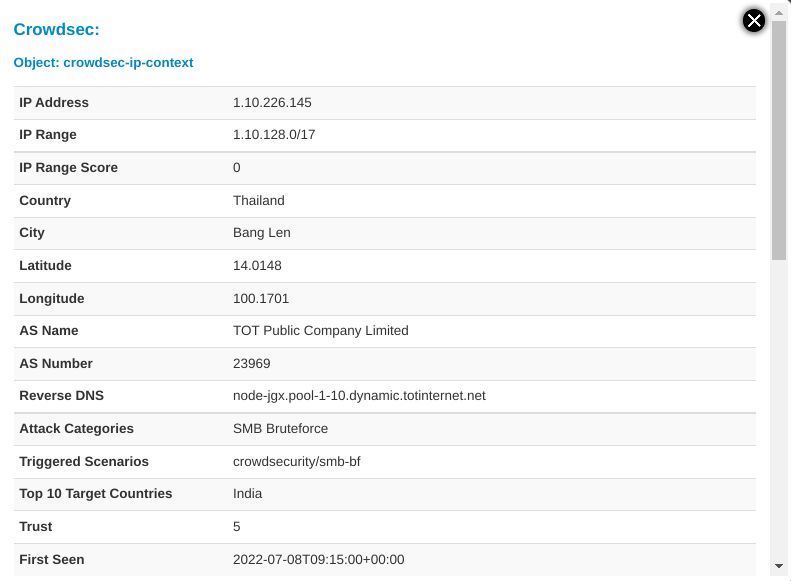 Crowdsec:
Object: crowdsec-ip-context
IP Address 1.10.226.145
IP Range 1.10.128.0/17
IP Range Score 0
Country Thailand
City Bang Len
Latitude 14.0148
Longitude 100.1701
AS Name TOT Public Company Limited
AS Number 23969
Reverse DNS node-jgx.pool-1-10.dynamic.totinternet.net
Attack Categories SMB Bruteforce
Triggered Scenarios crowdsecurity/smb-bf
Top 10 Target Countries India
Trust 5
First Seen 2022-07-08T09:15:00+00:00